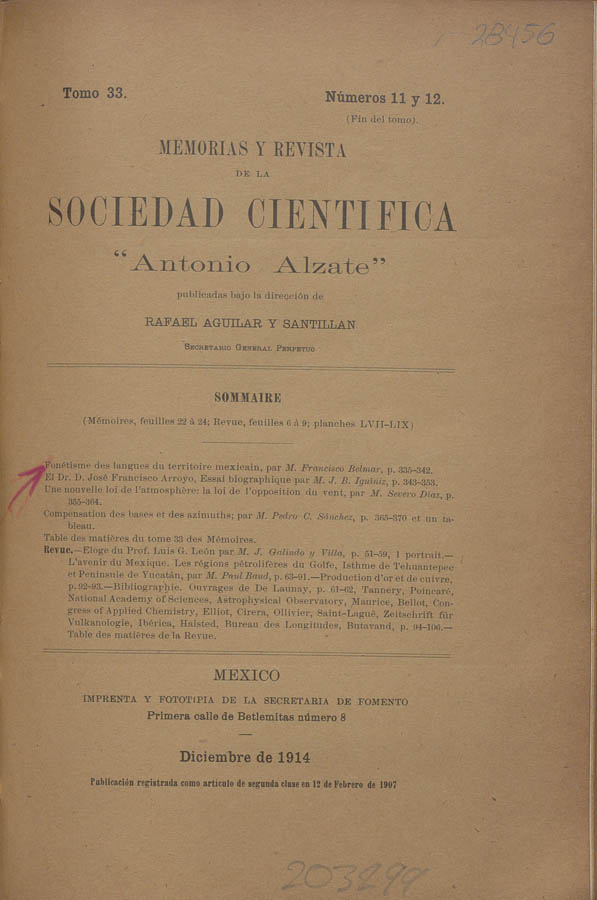 28456
Tomo 33.
Números 11 y 12.
(Fin del tomo).
MEMORIAS Y REVISTA
DE LA
SOCIEDAD CIENTIFICA
“Antonio Alzate”
publicadas bajo la dirección de
RAFAEL AGUILAR Y SANTILLAN
SECRETARIO GENERAL PERPETUO
SOMMAIRE
(Mémoires, feuilles 22 à 24; Revue, feuilles 6 à 9; planches LVII-LIX)
Fonétisme des langues du territoire mexicain, par M. Francisco Belmar, p. 335-342.
El Dr. D. José Francisco Arroyo, Essai biographique par M. J. B. Iguíniz, p. 343-353.
Une nouvelle loi de l'atmosphère: la loi de l'opposition du vent, par M. Severo Díaz, p.
355-364.
Compensation des bases et des azimuths; par M. Pedro C. Sánchez, p. 365-370 et un ta-
bleau.
Table des matières du tome 33 des Mémoires.
Revue.—Eloge du Prof. Luis G. León par M. J. Galindo y Villa, p. 51-59, 1 portrait.—
L'avenir du Mexique. Les régions pétrolifères du Golfe, Isthme de Tehuantepec
et Peninsule de Yucatán, par M. Paul Baud, p. 63-91.—Production d'or et de cuivre,
p. 92-93.—Bibliographie. Ouvrages de De Launay, p. 61-62, Tannery, Poincaré,
National Academy of Sciences, Astrophysical Observatory, Maurice, Bellot, Con-
gress of Applied Chemistry, Elliot, Cirera, Ollivier, Saint-Laguë, Zeitschrift für
Vulkanologie, Ibérica, Halsted, Bureau des Longitudes, Butavand, p. 94-106.—
Table des matières de la Revue.
MEXICO
IMPRENTA Y FOTOTIPIA DE LA SECRETARIA DE FOMENTO
Primera calle de Betlemitas número 8
Diciembre de 1914
Publicación registrada como artículo de segunda clase en 12 de Febrero de 1907
203299